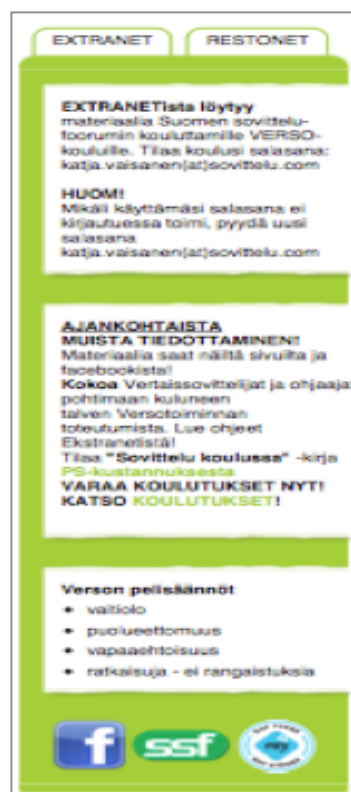 EXTRANET
RESTONET
EXTRANETista löytyy
materiaalia Suomen sovittelu-
foorumin kouluttamille VERSO-
kouluille. Tilaa koulusi salasana:
katja.vaisanen(at)sovittelu.com
HUOM!
Mikäli käyttämäsi salasana ei
kirjautuessa toimi, pyydä uusi
salasana
katja.vaisanen(at)sovittelu.com
AJANKOHTAISTA
MUISTA TIEDOTTAMINEN!
Materiaalia saat näiltä sivuilta ja
facebookista!
Kokoa Vertaissovittelijat ja ohjaaja
pohtimaan kuluneen
talven Versotoiminnan
toteutumista. Lue ohjeet
Ekstranetistä!
Tilaa "Sovittelu koulussa" -kirja
PS-kustannuksesta
VARAA KOULUTUKSET NYT!
KATSO KOULUTUKSET!
Verson pelisäännöt
• vaitiolo
• puolueettomuus
• vapaaehtoisuus
• ratkaisuja - ei rangaistuksia
f
ssf